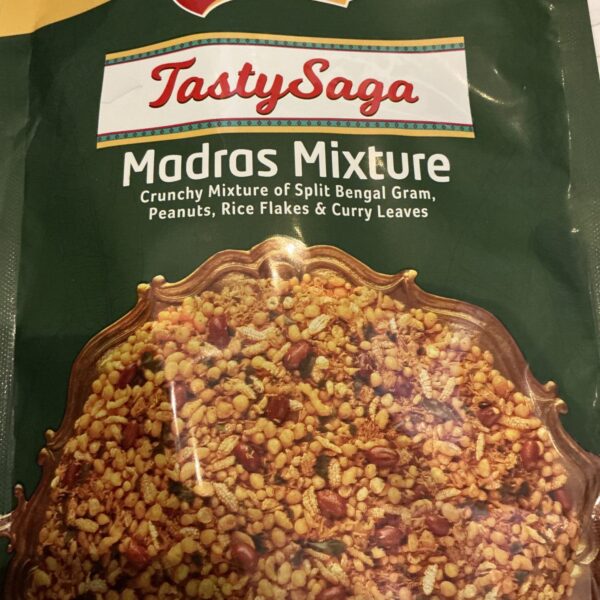 TastySaga
Madras Mixture
Crunchy Mixture of Split Bengal Gram,
Peanuts, Rice Flakes & Curry Leaves